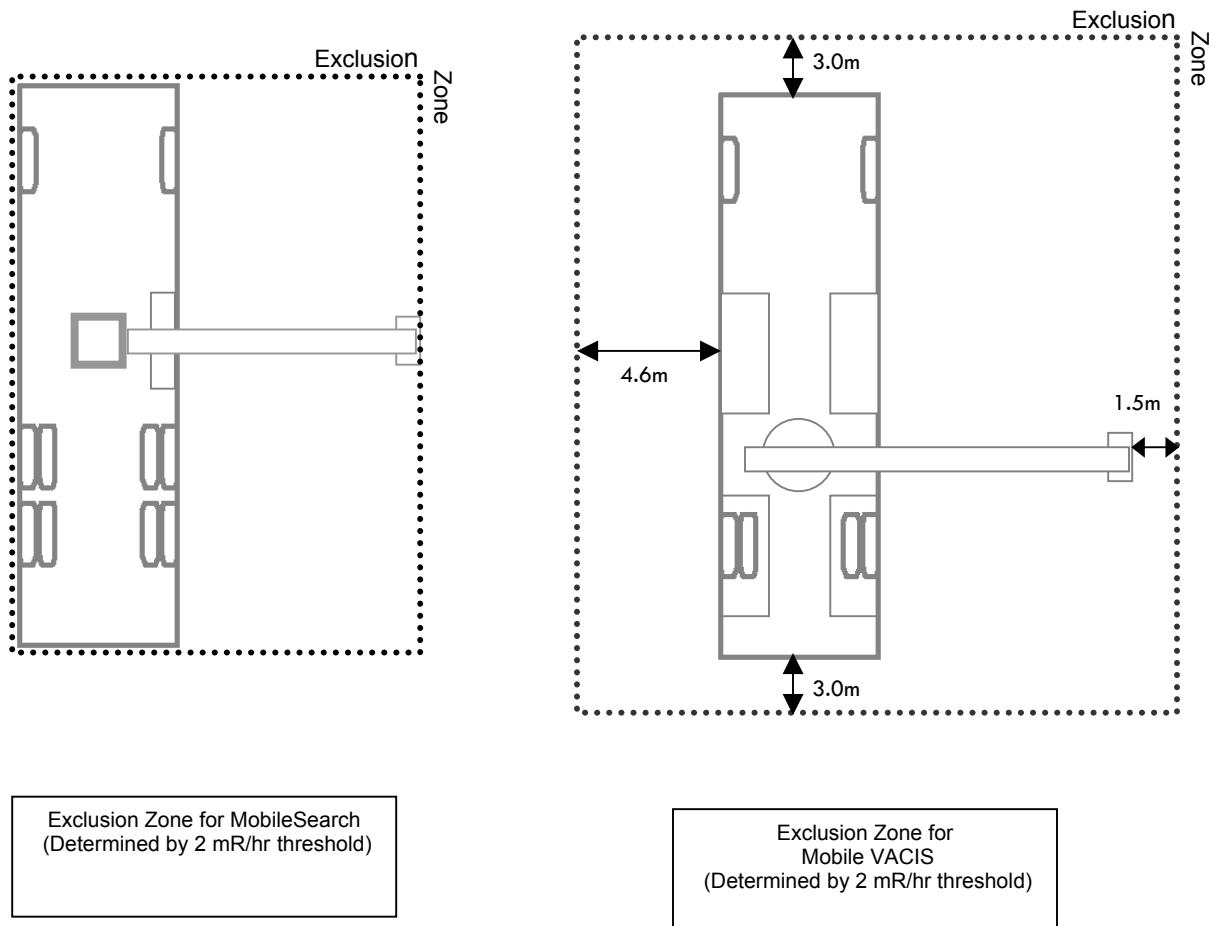 Exclusion
Zone
Exclusion
Zone
3.0m
4.6m
1.5m
3.0m
Exclusion Zone for MobileSearch
(Determined by 2 mR/hr threshold)
Exclusion Zone for
Mobile VACIS
(Determined by 2 mR/hr threshold)